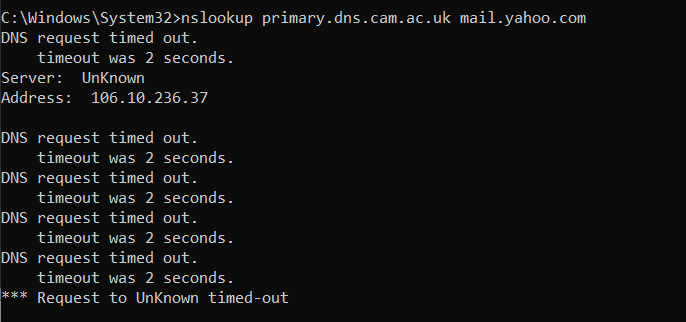 C:\Windows\System32>nslookup primary.dns.cam.ac.uk mail.yahoo.com
DNS request timed out.
    timeout was 2 seconds.
Server:  UnKnown
Address:  106.10.236.37

DNS request timed out.
    timeout was 2 seconds.
DNS request timed out.
    timeout was 2 seconds.
DNS request timed out.
    timeout was 2 seconds.
DNS request timed out.
    timeout was 2 seconds.
*** Request to UnKnown timed-out